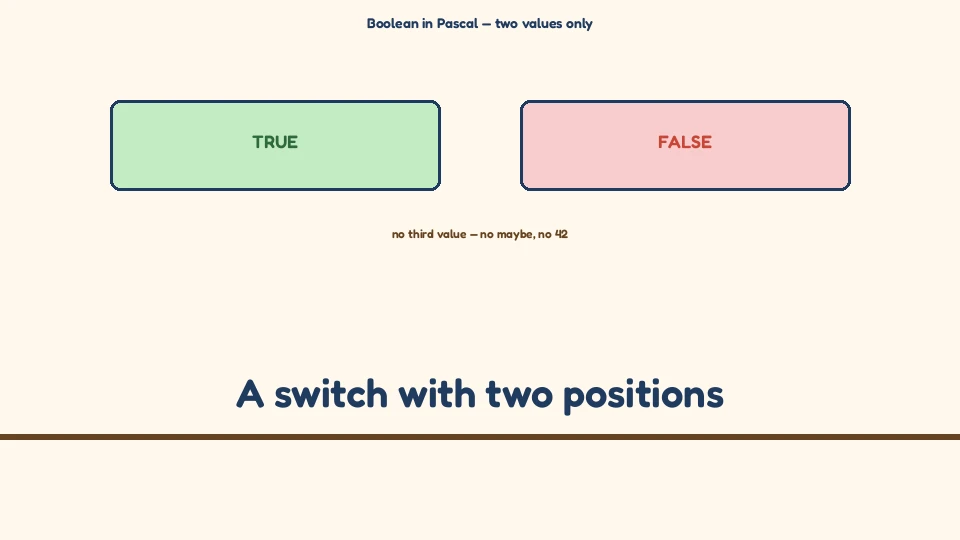 Boolean in Pascal — two values only
TRUE
FALSE
no third value — no maybe, no 42
A switch with two positions